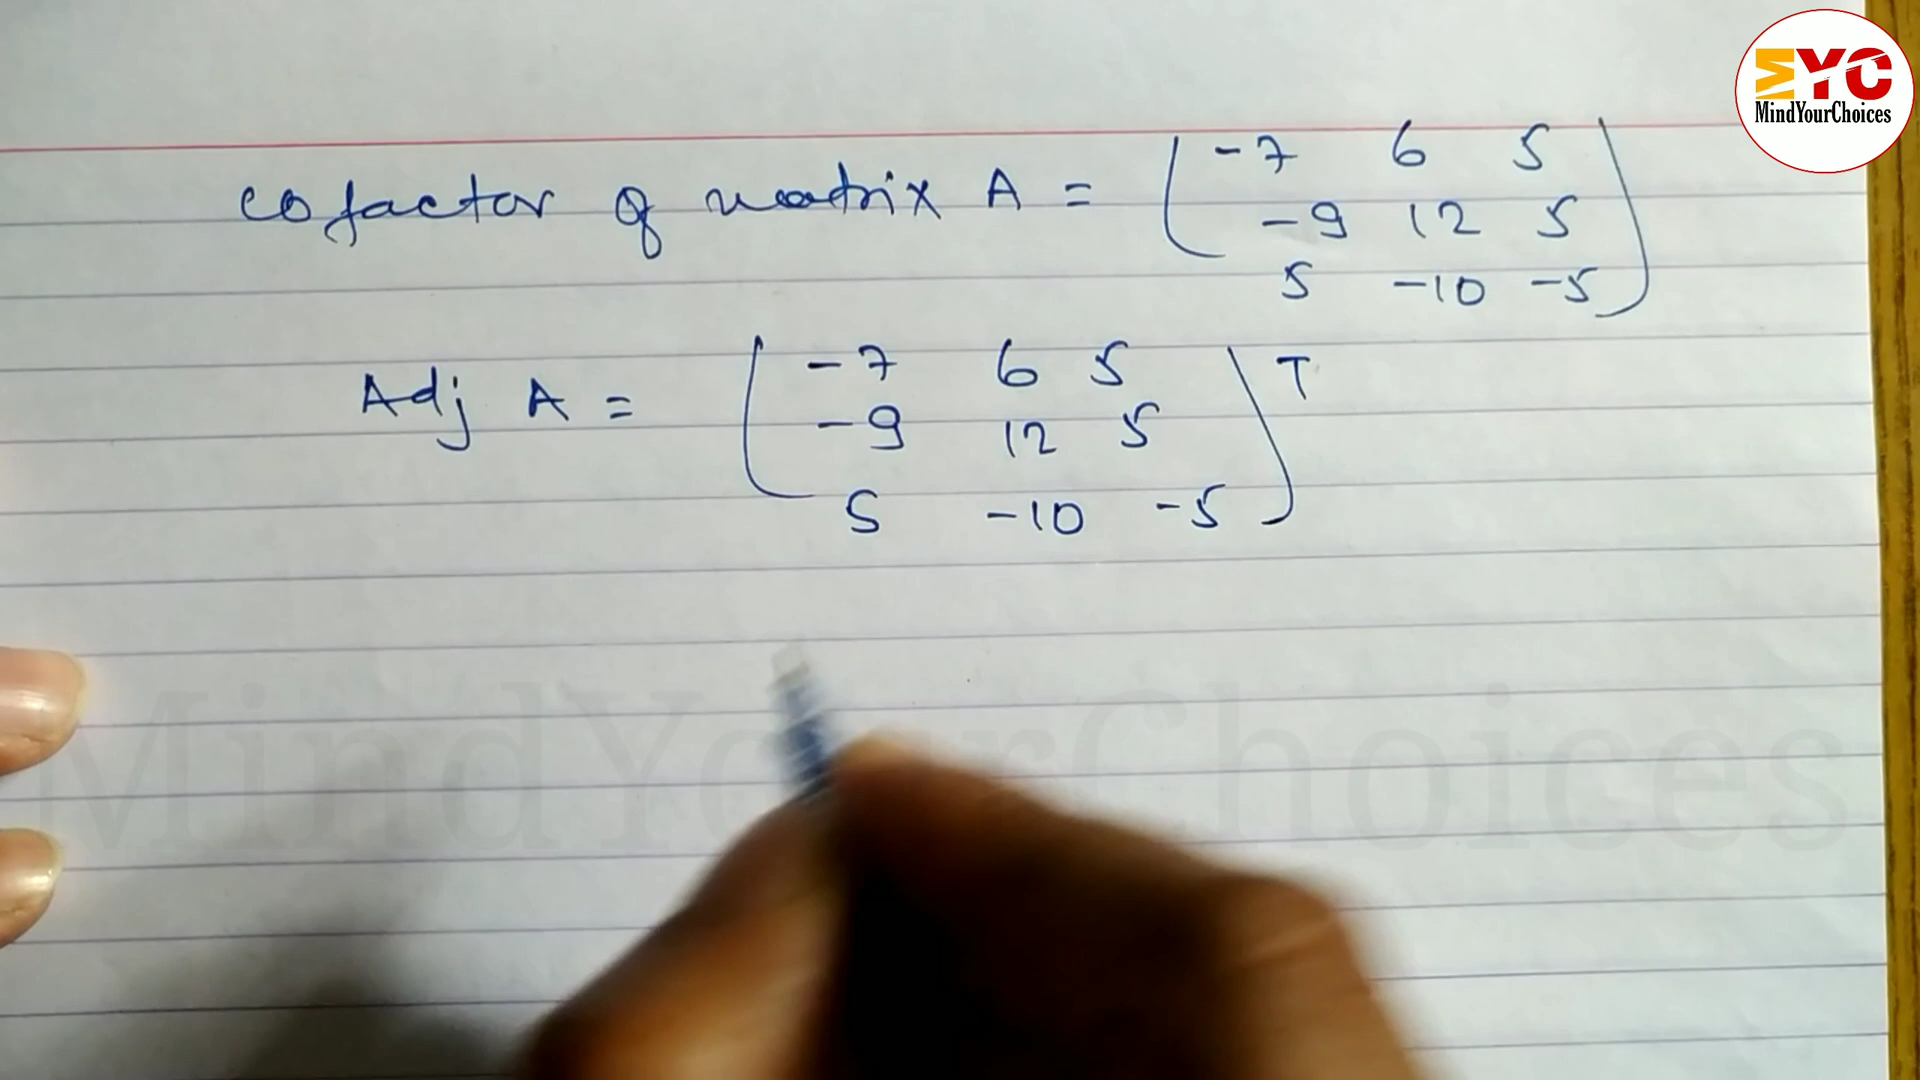 MYC
MindYourChoices
cofactor of matrix A = ( -7 6 5
-9 12 5
5 -10 -5 )
Adj A = ( -7 6 5
-9 12 5
5 -10 -5 ) T
MindYourChoices